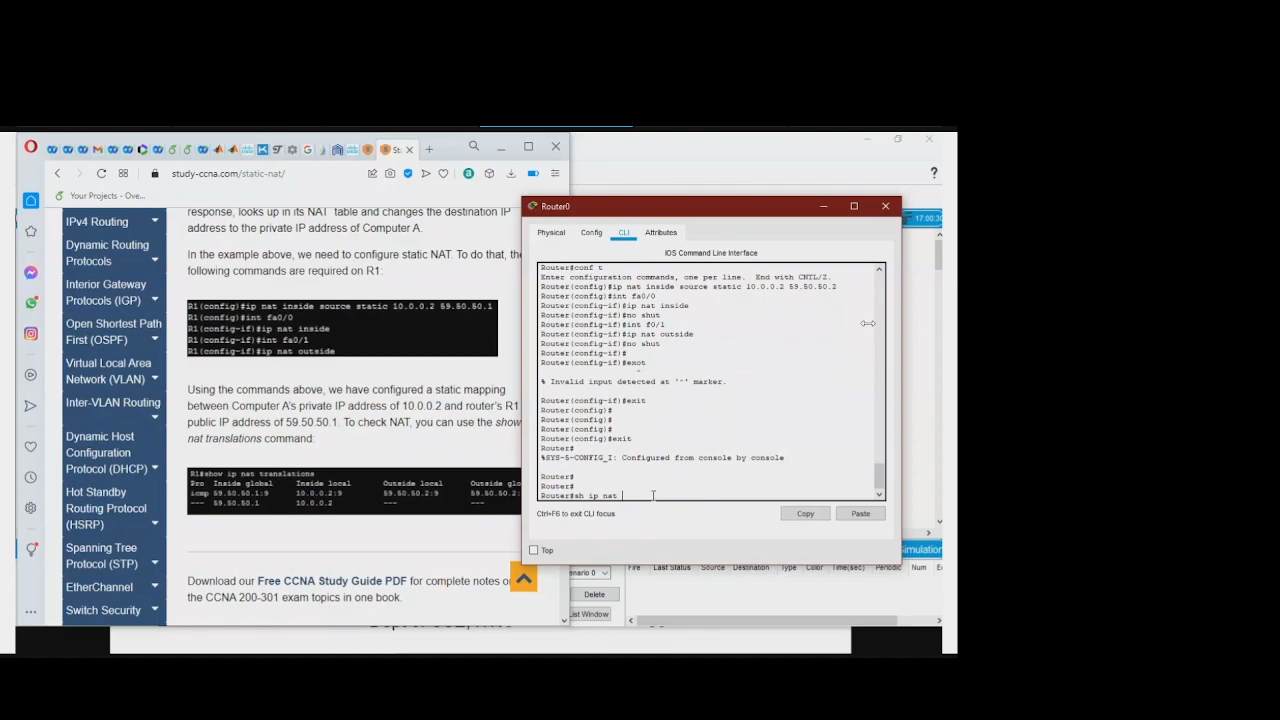 St.
study-ccna.com/static-nat/
Your Projects - Ove...
IPv4 Routing
Dynamic Routing
Protocols
Interior Gateway
Protocols (IGP)
Open Shortest Path
First (OSPF)
Virtual Local Area
Network (VLAN)
Inter-VLAN Routing
Dynamic Host
Configuration
Protocol (DHCP)
Hot Standby
Routing Protocol
(HSRP)
Spanning Tree
Protocol (STP)
EtherChannel
Switch Security
response, looks up in its NAT table and changes the destination IP
address to the private IP address of Computer A.
In the example above, we need to configure static NAT. To do that, the
following commands are required on R1:
R1(config)#ip nat inside source static 10.0.0.2 59.50.50.1
R1(config)#int fa0/0
R1(config-if)#ip nat inside
R1(config-if)#int fa0/1
R1(config-if)#ip nat outside
Using the commands above, we have configured a static mapping
between Computer A's private IP address of 10.0.0.2 and router's R1
public IP address of 59.50.50.1. To check NAT, you can use the show
nat translations command:
R1#show ip nat translations
Pro Inside global Inside local Outside local Outside glo
icmp 59.50.50.1:9 10.0.0.2:9 59.50.50.2:9 59.50.50.2:
--- 59.50.50.1 10.0.0.2 --- ---
Download our Free CCNA Study Guide PDF for complete notes o
the CCNA 200-301 exam topics in one book.
Router0
Physical Config CLI Attributes
IOS Command Line Interface
Router#conf t
Enter configuration commands, one per line. End with CNTL/Z.
Router(config)#ip nat inside source static 10.0.0.2 59.50.50.2
Router(config)#int fa0/0
Router(config-if)#ip nat inside
Router(config-if)#no shut
Router(config-if)#int f0/1
Router(config-if)#ip nat outside
Router(config-if)#no shut
Router(config-if)#
Router(config-if)#exot
^
% Invalid input detected at '^' marker.
Router(config-if)#exit
Router(config)#
Router(config)#
Router(config)#
Router(config)#exit
Router#
%SYS-5-CONFIG_I: Configured from console by console
Router#
Router#
Router#sh ip nat
Ctrl+F6 to exit CLI focus
Copy Paste
Top
?
17:00:30
Simulation
enario 0
Delete
List Window
Fire Last Status Source Destination Type Color Time(sec) Periodic Num E